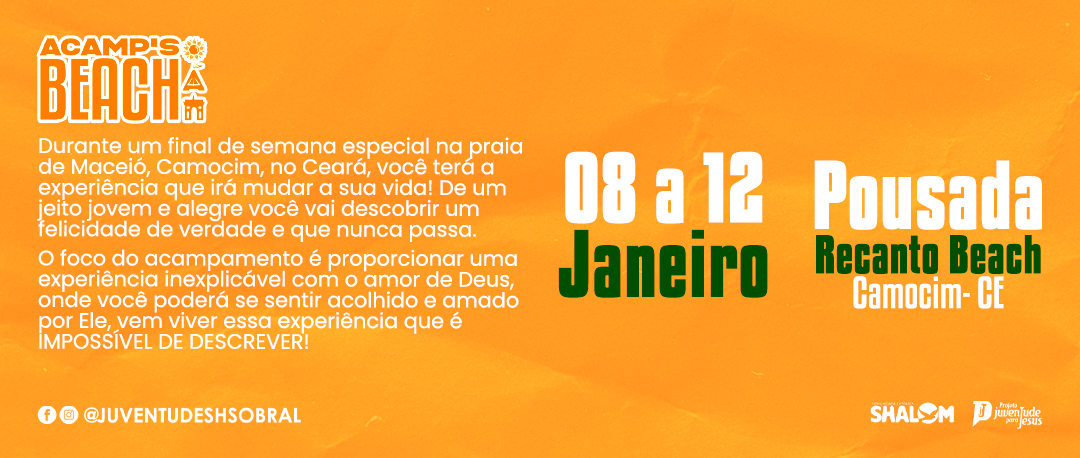 ACAMP'S
BEACH
Durante um final de semana especial na praia
de Maceió, Camocim, no Ceará, você terá a
experiência que irá mudar a sua vida! De um
jeito jovem e alegre você vai descobrir um
felicidade de verdade e que nunca passa.
O foco do acampamento é proporcionar uma
experiência inexplicável com o amor de Deus,
onde você poderá se sentir acolhido e amado
por Ele, vem viver essa experiência que é
IMPOSSÍVEL DE DESCREVER!
08 a 12
Janeiro
Pousada
Recanto Beach
Camocim- CE
@JUVENTUDESHSOBRAL
SHALOM
Projeto
juventude
para Jesus